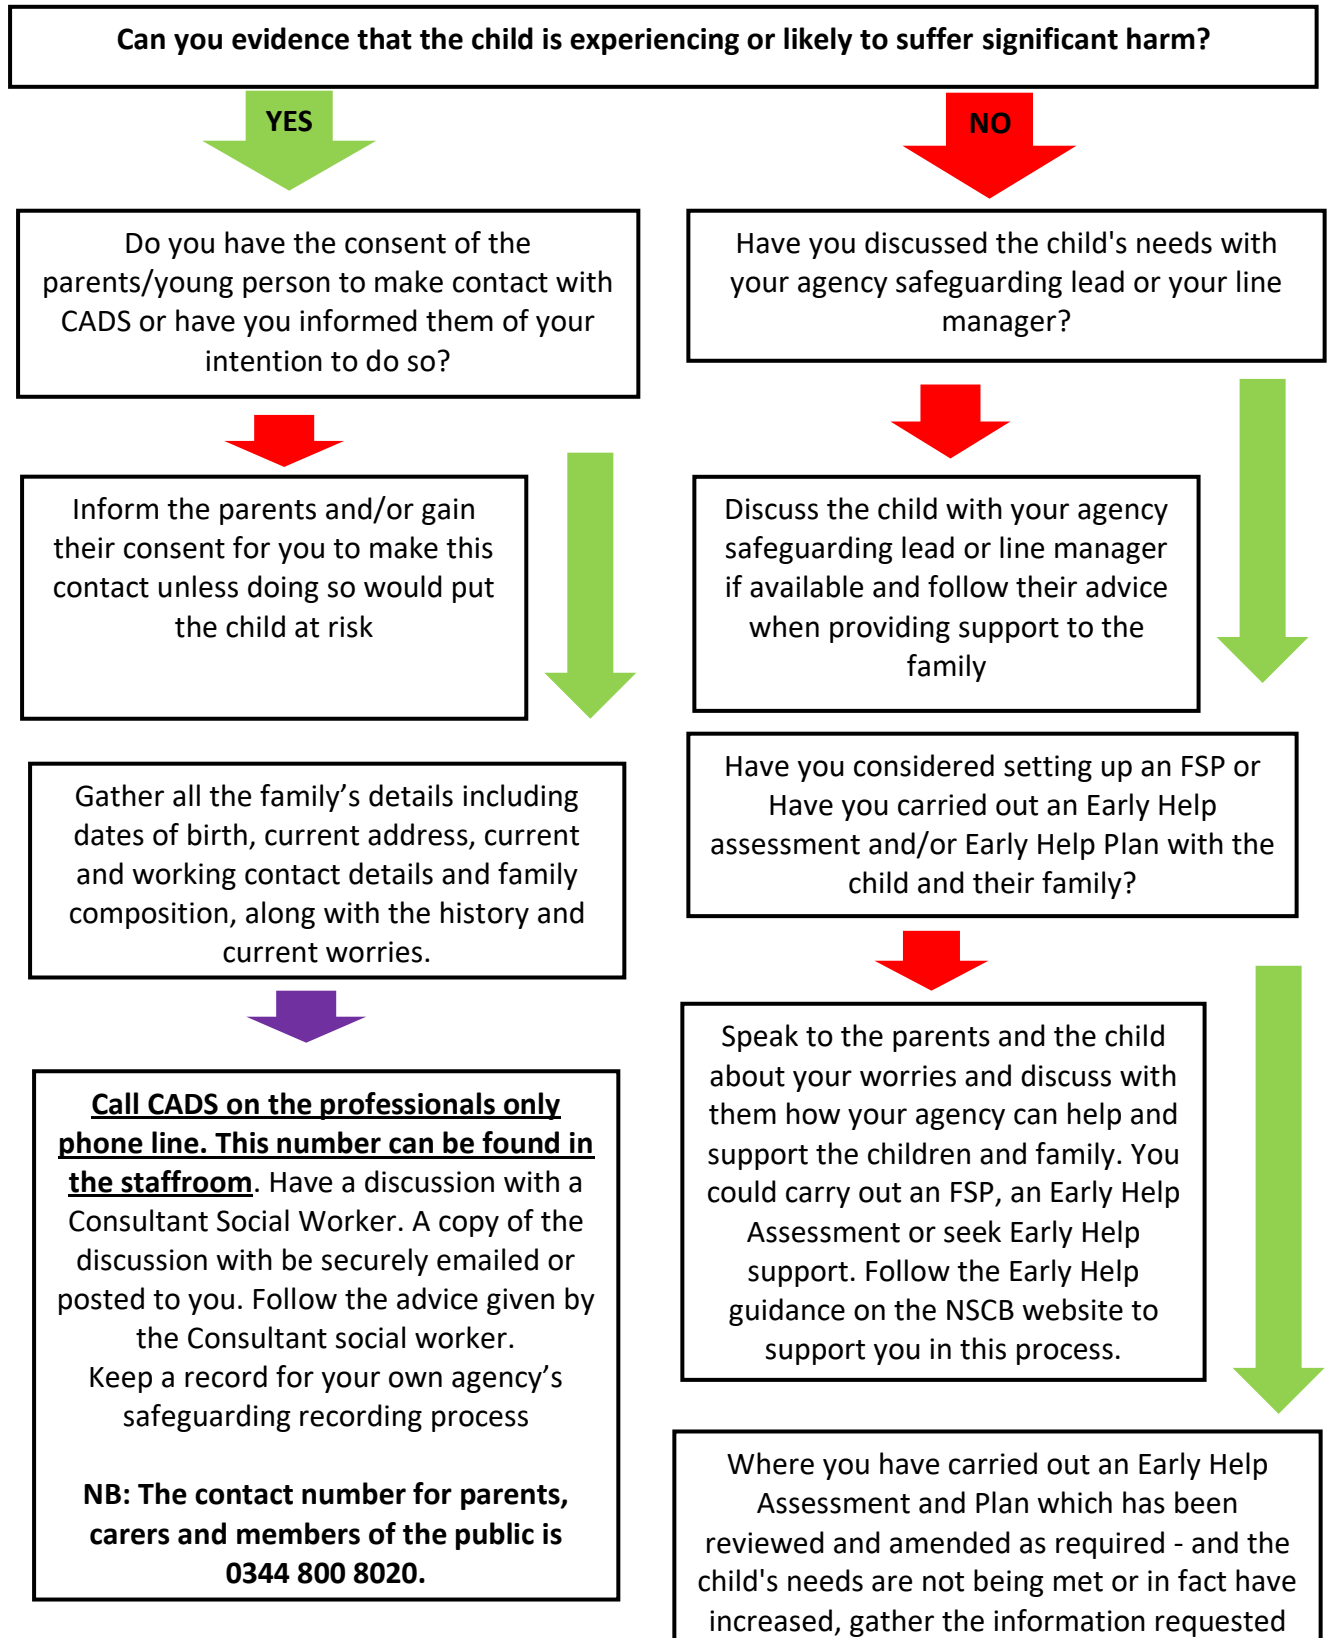 Can you evidence that the child is experiencing or likely to suffer significant harm?
YES
NO
Do you have the consent of the
parents/young person to make contact with
CADS or have you informed them of your
intention to do so?
Inform the parents and/or gain
their consent for you to make this
contact unless doing so would put
the child at risk
Gather all the family’s details including
dates of birth, current address, current
and working contact details and family
composition, along with the history and
current worries.
Call CADS on the professionals only
phone line. This number can be found in
the staffroom. Have a discussion with a
Consultant Social Worker. A copy of the
discussion with be securely emailed or
posted to you. Follow the advice given by
the Consultant social worker.
Keep a record for your own agency’s
safeguarding recording process
NB: The contact number for parents,
carers and members of the public is
0344 800 8020.
Have you discussed the child's needs with
your agency safeguarding lead or your line
manager?
Discuss the child with your agency
safeguarding lead or line manager
if available and follow their advice
when providing support to the
family
Have you considered setting up an FSP or
Have you carried out an Early Help
assessment and/or Early Help Plan with the
child and their family?
Speak to the parents and the child
about your worries and discuss with
them how your agency can help and
support the children and family. You
could carry out an FSP, an Early Help
Assessment or seek Early Help
support. Follow the Early Help
guidance on the NSCB website to
support you in this process.
Where you have carried out an Early Help
Assessment and Plan which has been
reviewed and amended as required - and the
child's needs are not being met or in fact have
increased, gather the information requested